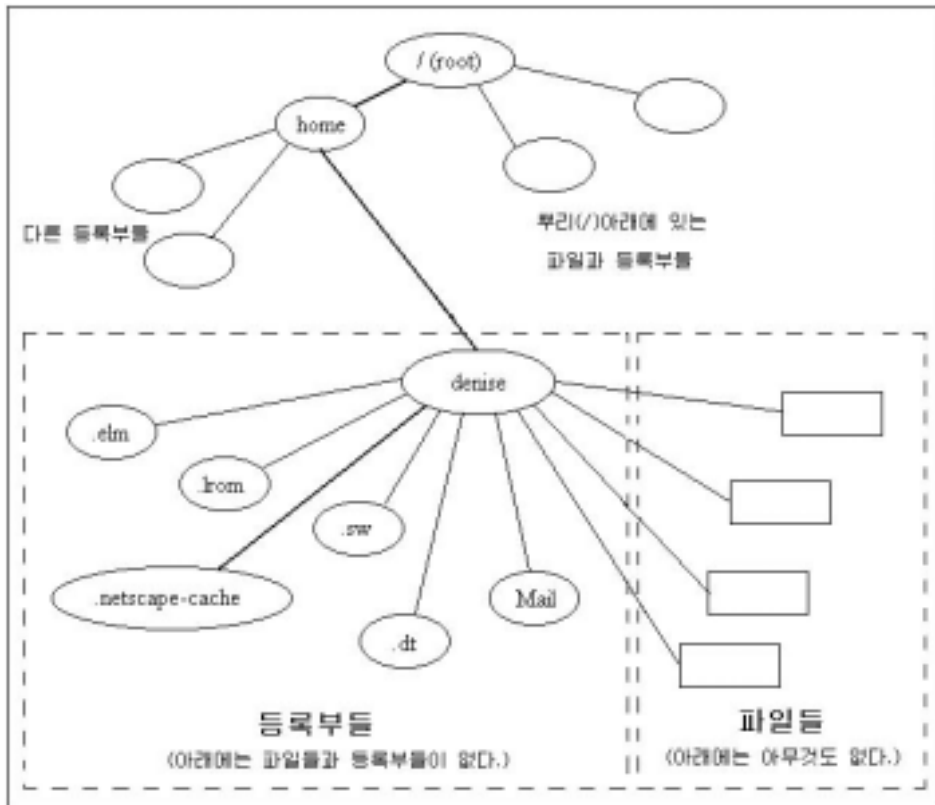 / (root)
home
다른 등록부들
뿌리(/)아래에 있는
파일과 등록부들
denise
.elm
.lrom
.sw
.netscape-cache
Mail
.dt
등록부들
(아래에는 파일들과 등록부들이 없다.)
파일들
(아래에는 아무것도 없다.)